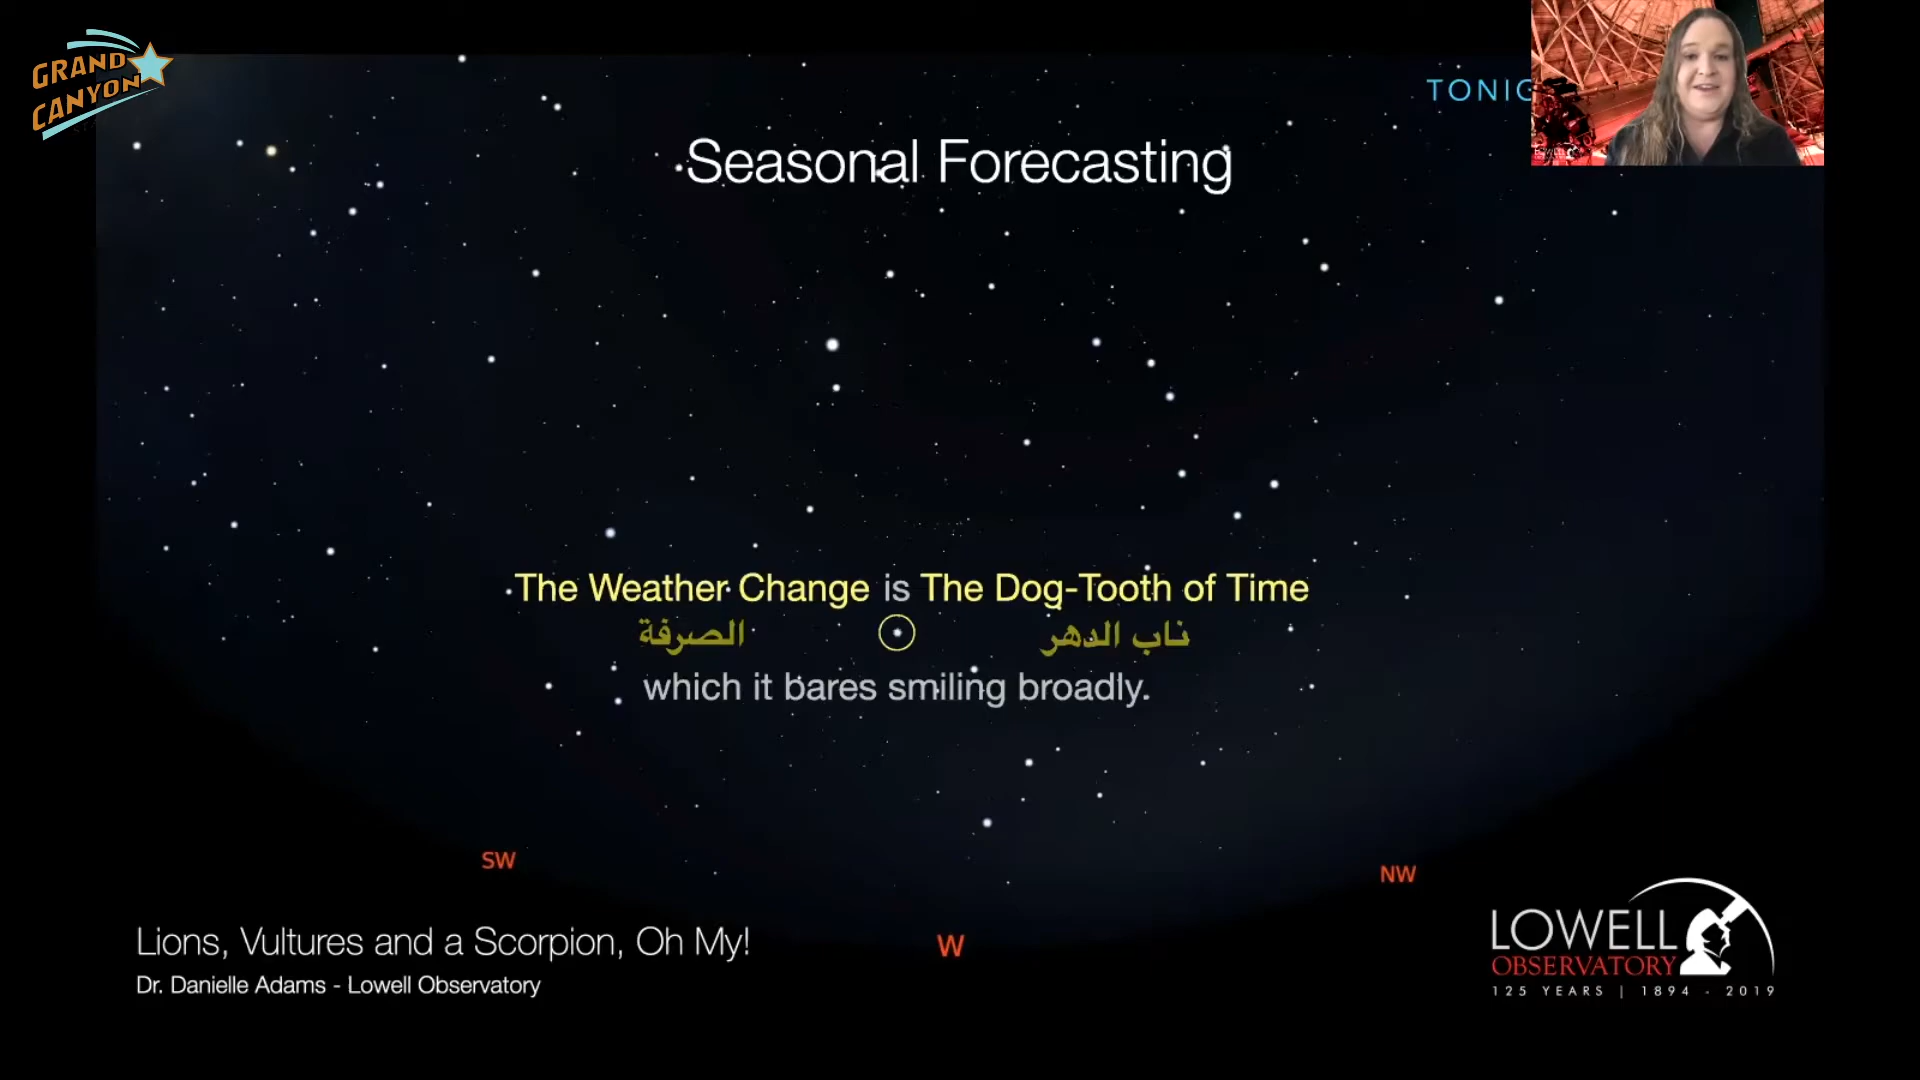 GRAND
CANYON
TONIG
Seasonal Forecasting
The Weather Change is The Dog-Tooth of Time
الصرفة
ناب الدهر
which it bares smiling broadly.
SW
NW
W
Lions, Vultures and a Scorpion, Oh My!
Dr. Danielle Adams - Lowell Observatory
LOWELL
OBSERVATORY
125 YEARS | 1894 - 2019